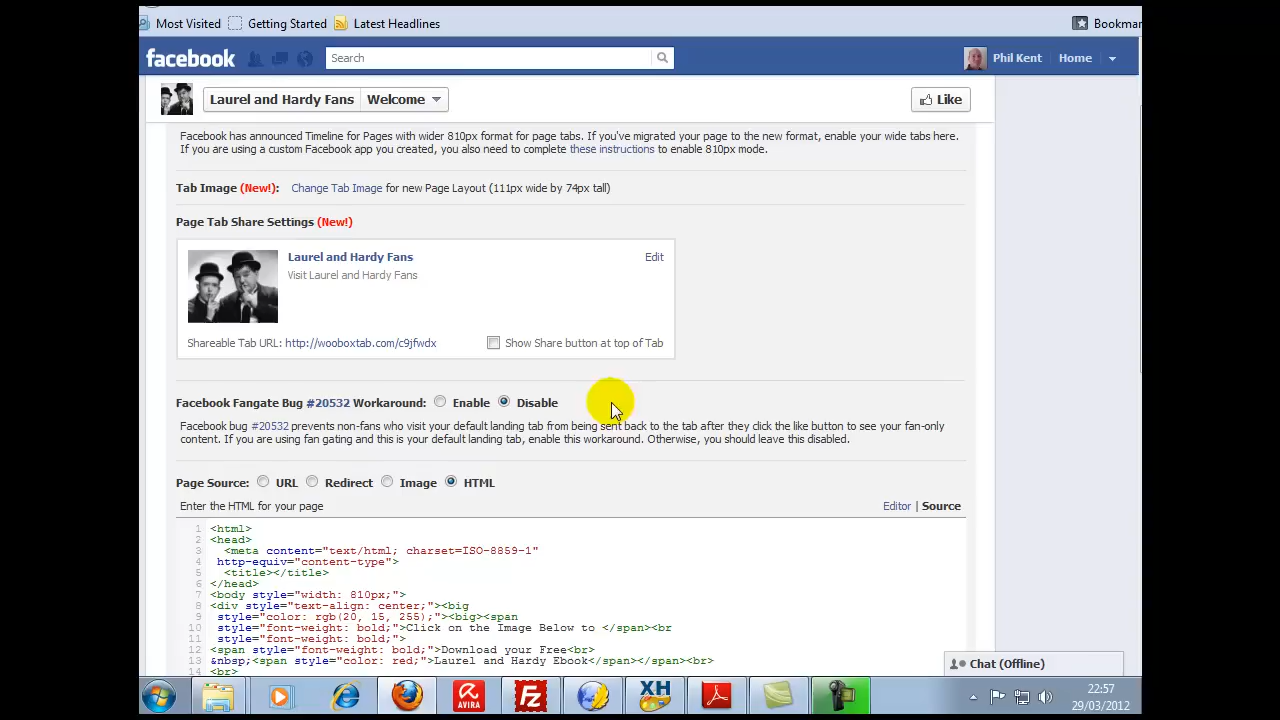 Most Visited Getting Started Latest Headlines Bookmar
facebook Search Phil Kent Home
Laurel and Hardy Fans Welcome Like
Facebook has announced Timeline for Pages with wider 810px format for page tabs. If you've migrated your page to the new format, enable your wide tabs here.
If you are using a custom Facebook app you created, you also need to complete these instructions to enable 810px mode.
Tab Image (New!): Change Tab Image for new Page Layout (111px wide by 74px tall)
Page Tab Share Settings (New!)
Laurel and Hardy Fans Edit
Visit Laurel and Hardy Fans
Shareable Tab URL: http://wooboxtab.com/c9jfwdx Show Share button at top of Tab
Facebook Fangate Bug #20532 Workaround: Enable Disable
Facebook bug #20532 prevents non-fans who visit your default landing tab from being sent back to the tab after they click the like button to see your fan-only
content. If you are using fan gating and this is your default landing tab, enable this workaround. Otherwise, you should leave this disabled.
Page Source: URL Redirect Image HTML
Enter the HTML for your page Editor | Source
1 <html>
2 <head>
3 <meta content="text/html; charset=ISO-8859-1"
4 http-equiv="content-type">
5 <title></title>
6 </head>
7 <body style="width: 810px;">
8 <div style="text-align: center;"><big
9 style="color: rgb(20, 15, 255);"><big><span
10 style="font-weight: bold;">Click on the Image Below to </span><br
11 style="font-weight: bold;">
12 <span style="font-weight: bold;">Download your Free<br>
13 &nbsp;<span style="color: red;">Laurel and Hardy Ebook</span></span><br>
14 <br>
Chat (Offline)
AVIRA Fz XH 22:57
29/03/2012